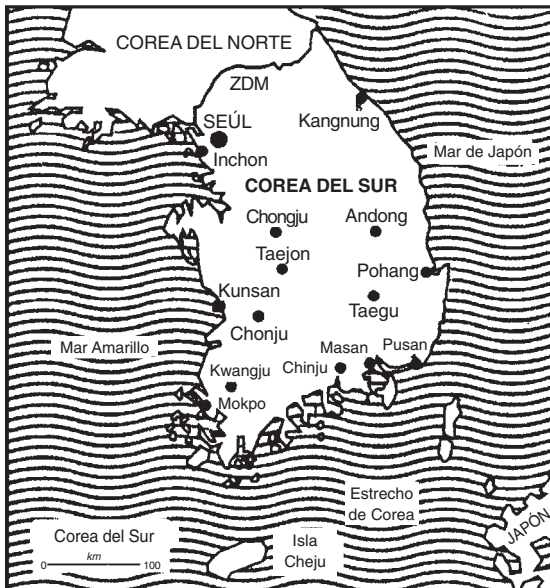 COREA DEL NORTE
ZDM
SEÚL
Kangnung
Inchon
Mar de Japón
COREA DEL SUR
Chongju
Andong
Taejon
Pohang
Kunsan
Taegu
Chonju
Mar Amarillo
Masan
Pusan
Kwangju
Chinju
Mokpo
Estrecho
de Corea
JAPÓN
Corea del Sur
km
0 100
Isla
Cheju